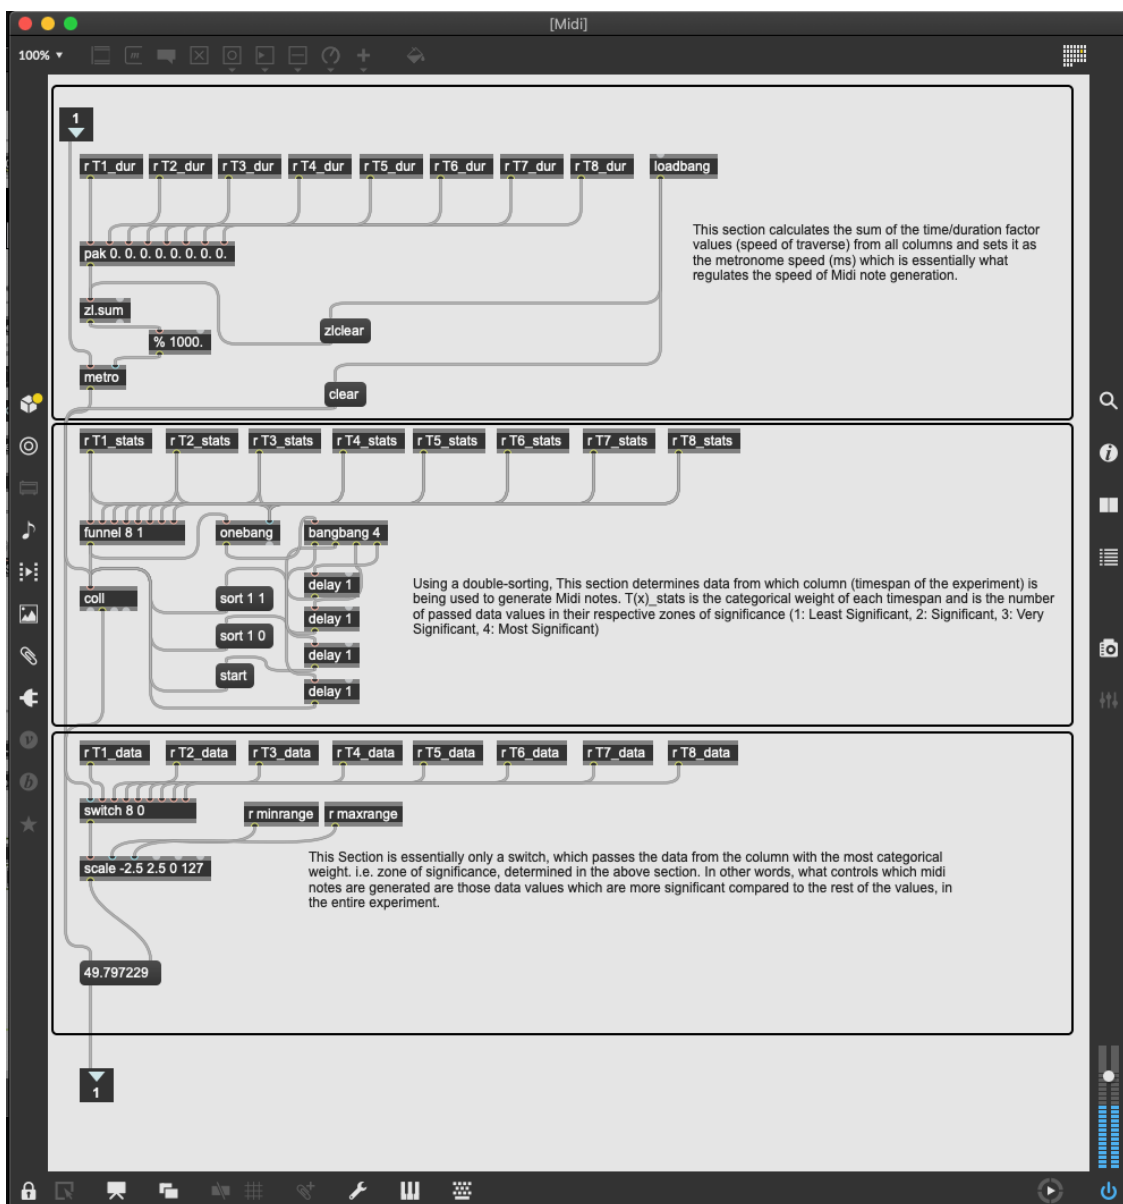 [Midi]
100%
1
r T1_dur r T2_dur r T3_dur r T4_dur r T5_dur r T6_dur r T7_dur r T8_dur loadbang
This section calculates the sum of the time/duration factor
values (speed of traverse) from all columns and sets it as
the metronome speed (ms) which is essentially what
regulates the speed of Midi note generation.
pak 0. 0. 0. 0. 0. 0. 0. 0.
zl.sum
zlclear
% 1000.
metro
clear
r T1_stats r T2_stats r T3_stats r T4_stats r T5_stats r T6_stats r T7_stats r T8_stats
funnel 8 1 onebang bangbang 4
Using a double-sorting, This section determines data from which column (timespan of the experiment) is
being used to generate Midi notes. T(x)_stats is the categorical weight of each timespan and is the number
of passed data values in their respective zones of significance (1: Least Significant, 2: Significant, 3: Very
Significant, 4: Most Significant)
delay 1
coll sort 1 1
delay 1
sort 1 0
delay 1
start
delay 1
r T1_data r T2_data r T3_data r T4_data r T5_data r T6_data r T7_data r T8_data
switch 8 0 r minrange r maxrange
scale -2.5 2.5 0 127
This Section is essentially only a switch, which passes the data from the column with the most categorical
weight. i.e. zone of significance, determined in the above section. In other words, what controls which midi
notes are generated are those data values which are more significant compared to the rest of the values, in
the entire experiment.
49.797229
1